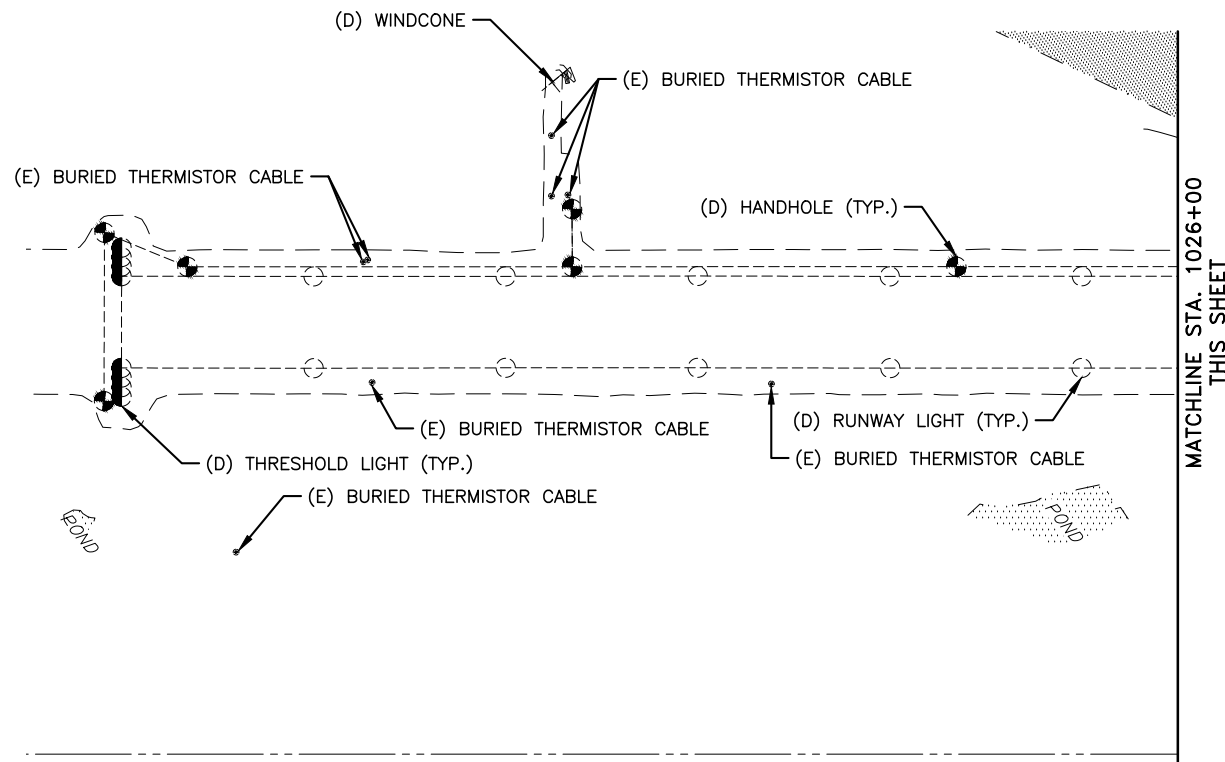 (D) WINDCONE
(E) BURIED THERMISTOR CABLE
(E) BURIED THERMISTOR CABLE
(D) HANDHOLE (TYP.)
MATCHLINE STA. 1026+00
THIS SHEET
(E) BURIED THERMISTOR CABLE
(D) RUNWAY LIGHT (TYP.)
(D) THRESHOLD LIGHT (TYP.)
(E) BURIED THERMISTOR CABLE
(E) BURIED THERMISTOR CABLE
POND
POND